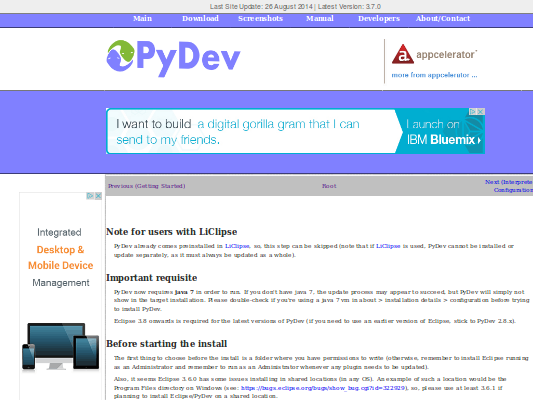 Last Site Update: 26 August 2014 | Latest Version: 3.7.0
Main Download Screenshots Manual Developers About/Contact
PyDev
appcelerator
more from appcelerator ...
I want to build a digital gorilla gram that I can
send to my friends.
Launch on
IBM Bluemix
Previous (Getting Started) Root Next (Interprete
Configuration
Integrated
Desktop &
Mobile Device
Management
Note for users with LiClipse
PyDev already comes preinstalled in LiClipse, so, this step can be skipped (note that if LiClipse is used, PyDev cannot be installed or
update separately, as it must always be updated as a whole).
Important requisite
PyDev now requires java 7 in order to run. If you don't have java 7, the update process may appear to succeed, but PyDev will simply not
show in the target installation. Please double-check if you're using a java 7 vm in about > installation details > configuration before trying
to install PyDev.
Eclipse 3.8 onwards is required for the latest versions of PyDev (if you need to use an earlier version of Eclipse, stick to PyDev 2.8.x).
Before starting the install
The first thing to choose before the install is a folder where you have permissions to write (otherwise, remember to install Eclipse running
as an Administrator and remember to run as an Administrator whenever any plugin needs to be updated).
Also, it seems Eclipse 3.6.0 has some issues installing in shared locations (in any OS). An example of such a location would be the
Program Files directory on Windows (see: https://bugs.eclipse.org/bugs/show_bug.cgi?id=322929), so, please use at least 3.6.1 if
planning to install Eclipse/PyDev on a shared location.